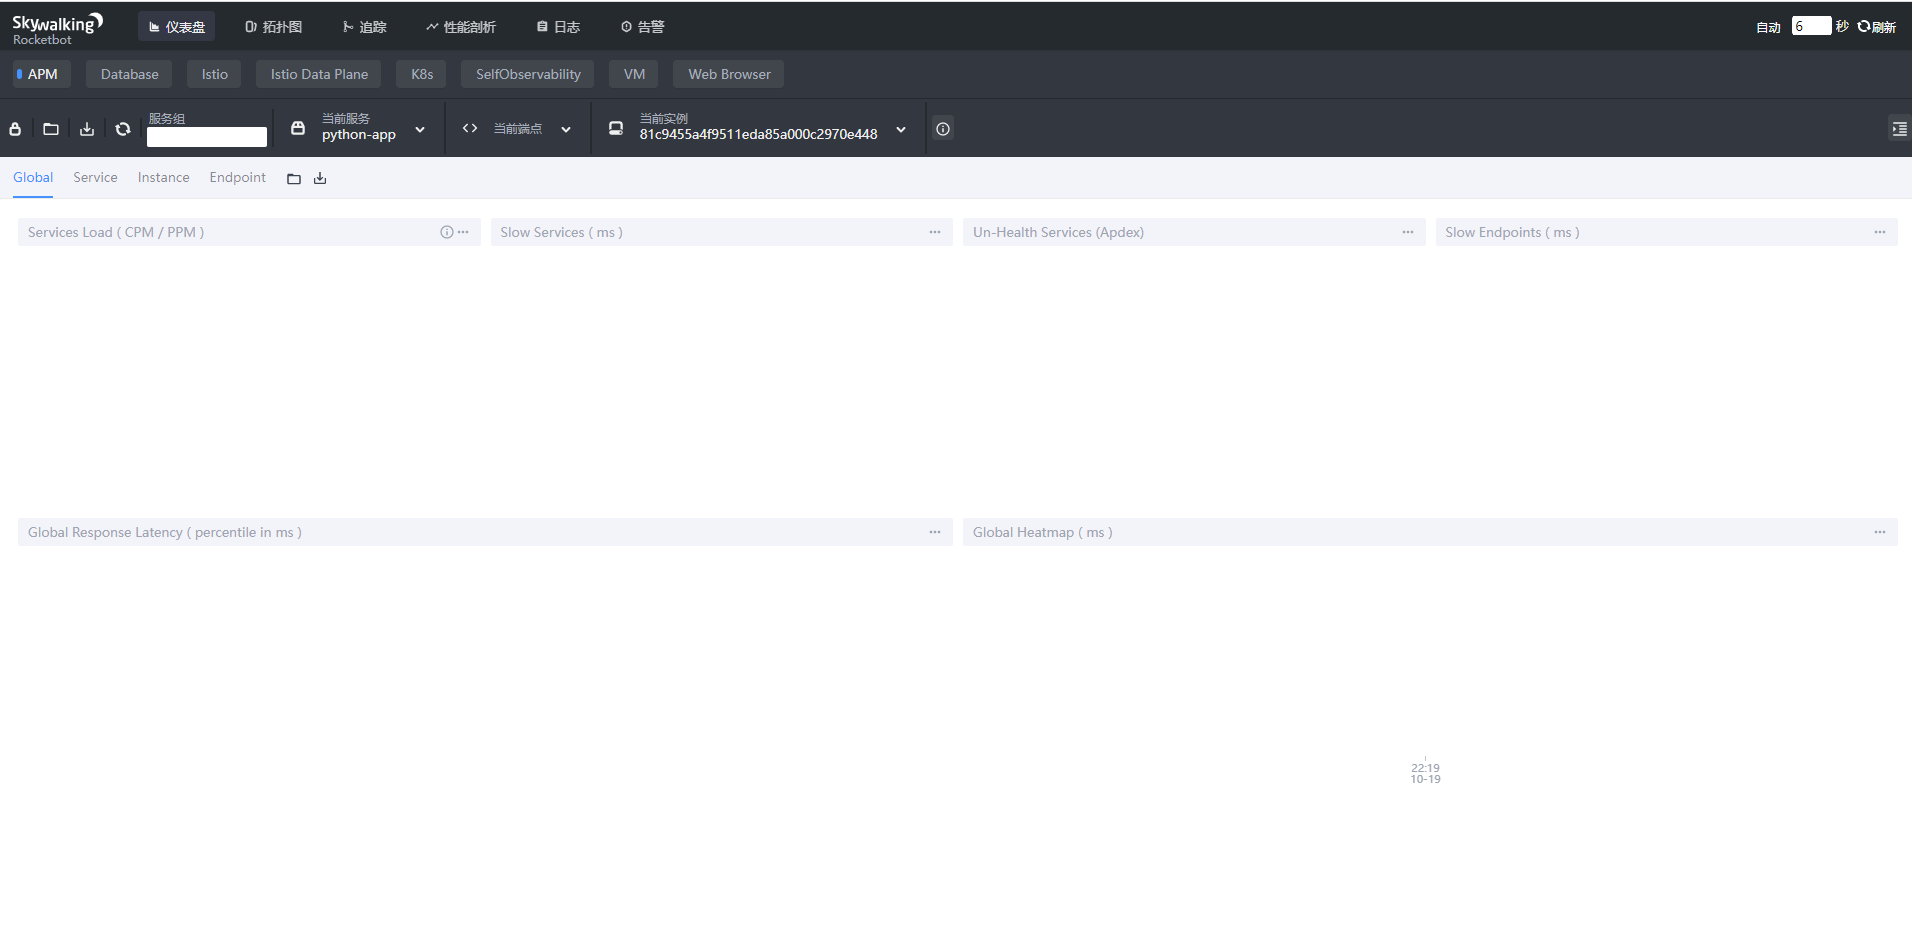 Skywalking
Rocketbot
仪表盘
拓扑图
追踪
性能剖析
日志
告警
自动 6 秒 刷新
APM
Database
Istio
Istio Data Plane
K8s
SelfObservability
VM
Web Browser
服务组
当前服务
python-app
当前端点
当前实例
81c9455a4f9511eda85a000c2970e448
Global
Service
Instance
Endpoint
Services Load ( CPM / PPM )
Slow Services ( ms )
Un-Health Services (Apdex)
Slow Endpoints ( ms )
Global Response Latency ( percentile in ms )
Global Heatmap ( ms )
22:19
10-19